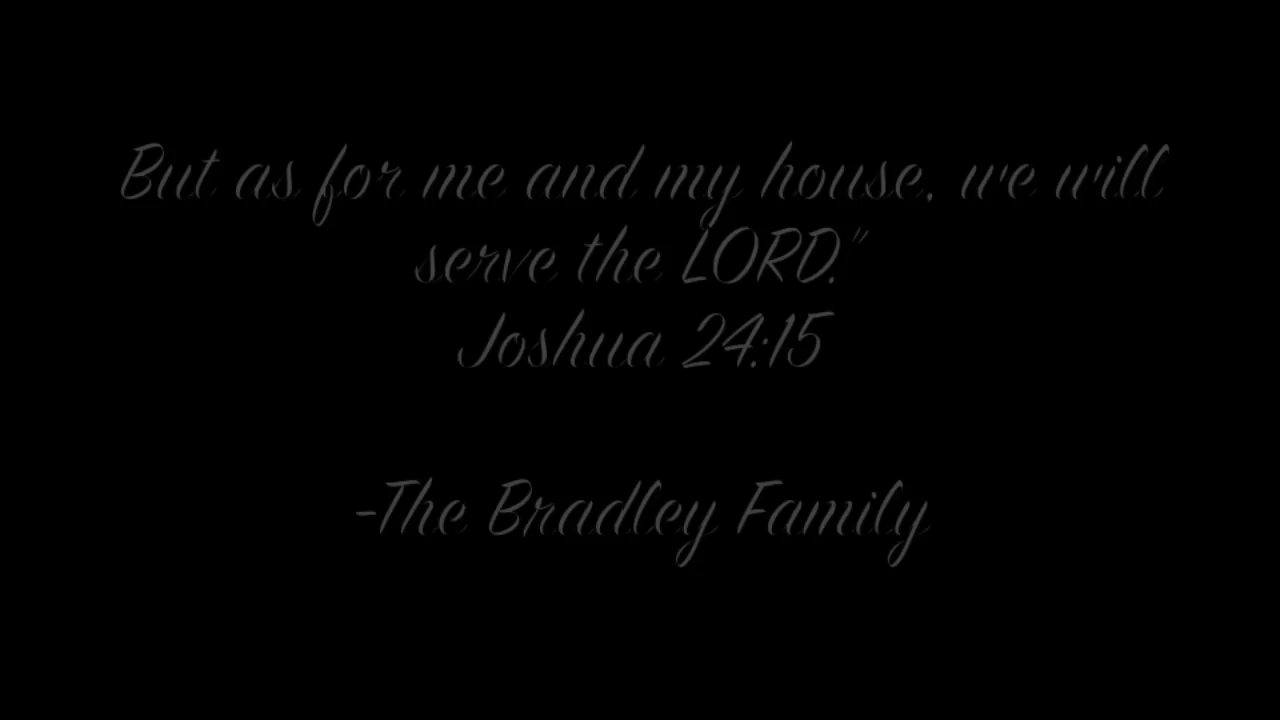 But as for me and my house, we will
serve the LORD."
Joshua 24:15
-The Bradley Family